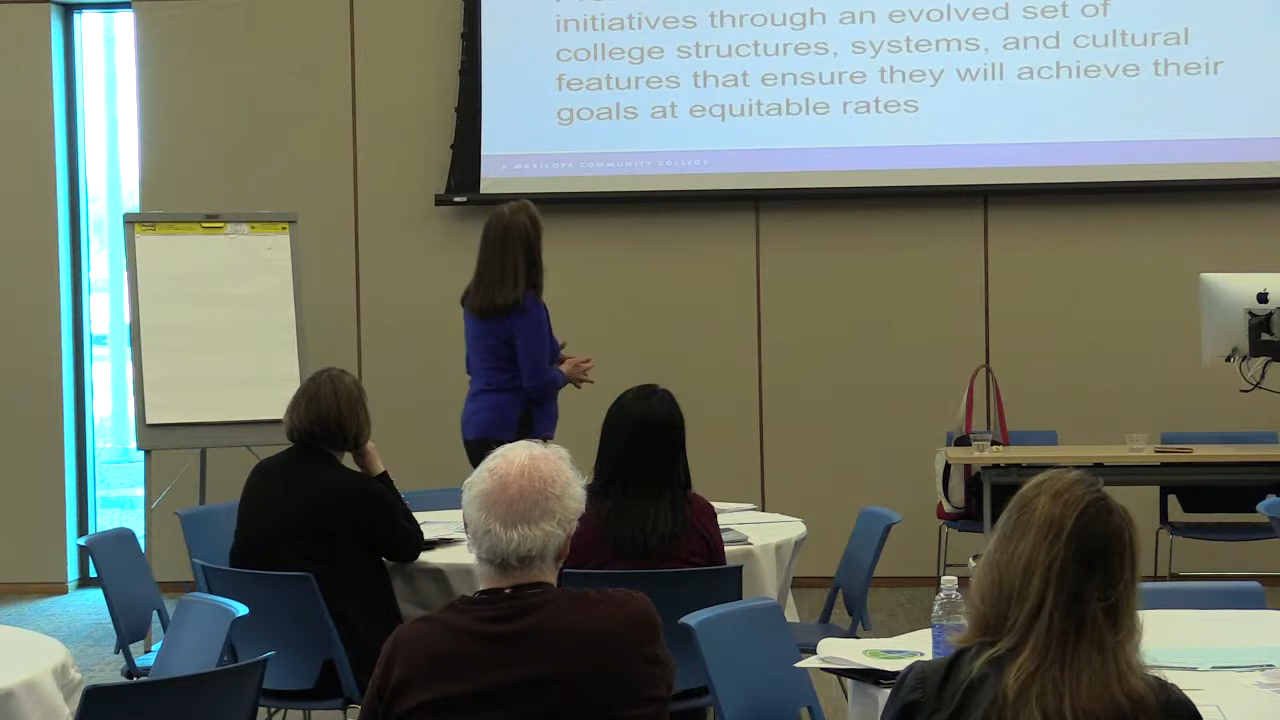 initiatives through an evolved set of
college structures, systems, and cultural
features that ensure they will achieve their
goals at equitable rates
A MARICOPA COMMUNITY COLLEGE